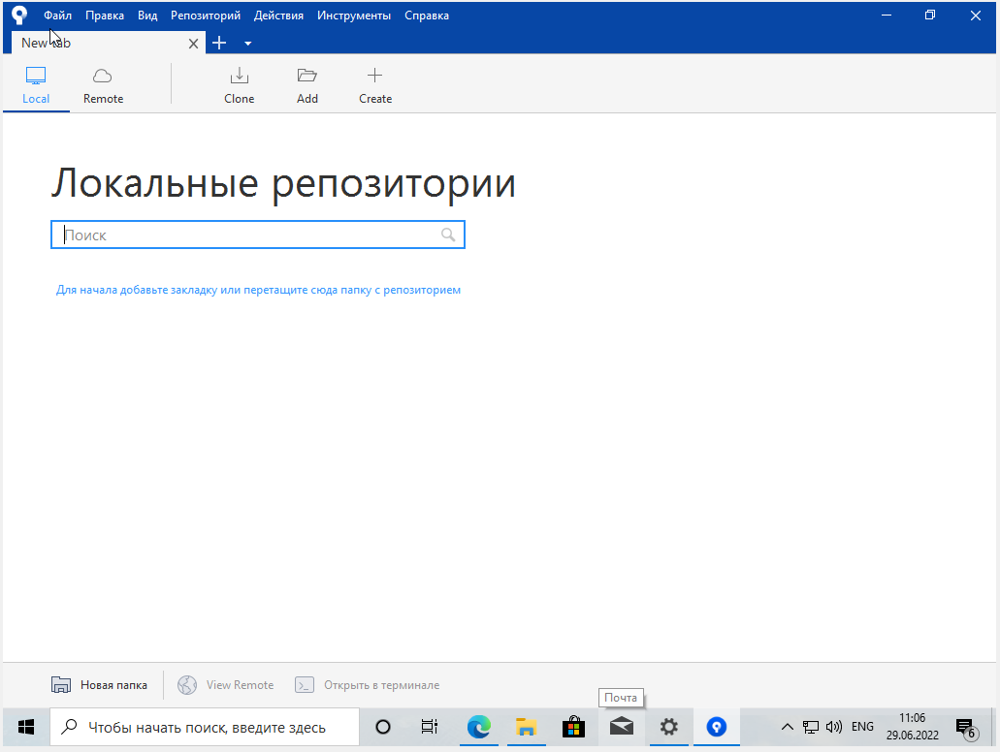 Файл Правка Вид Репозиторий Действия Инструменты Справка
New Tab
Local Remote Clone Add Create
Локальные репозитории
Поиск
Для начала добавьте закладку или перетащите сюда папку с репозиторием
Новая папка View Remote Открыть в терминале
Почта
Чтобы начать поиск, введите здесь
ENG
11:06
29.06.2022
6